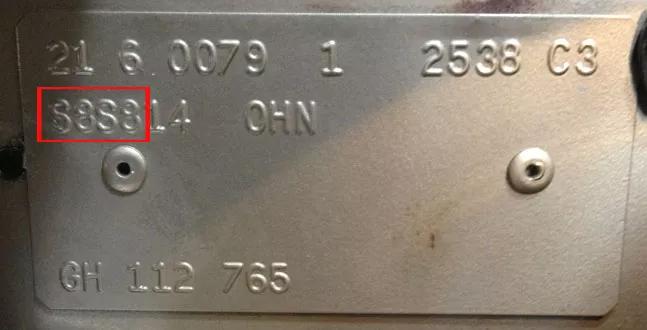 21 6 0079 1 2538 C3
S8S814 OHN
GH 112 765